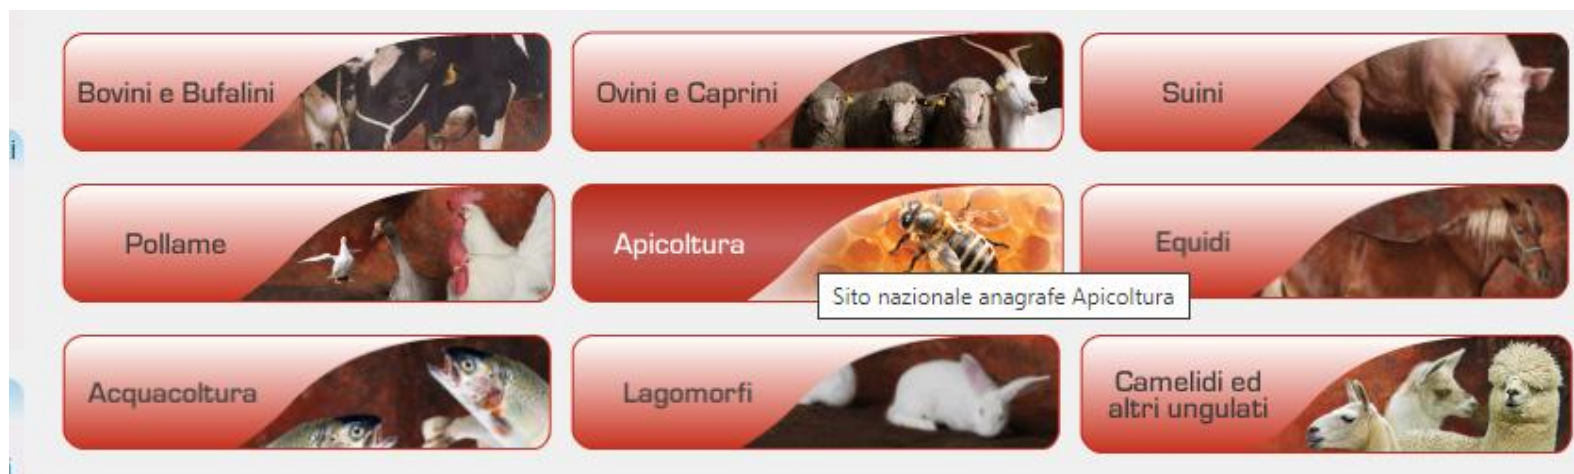 Bovini e Bufalini
Ovini e Caprini
Suini
i
Pollame
Apicoltura
Equidi
Sito nazionale anagrafe Apicoltura
Acquacoltura
Lagomorfi
Camelidi ed
altri ungulati